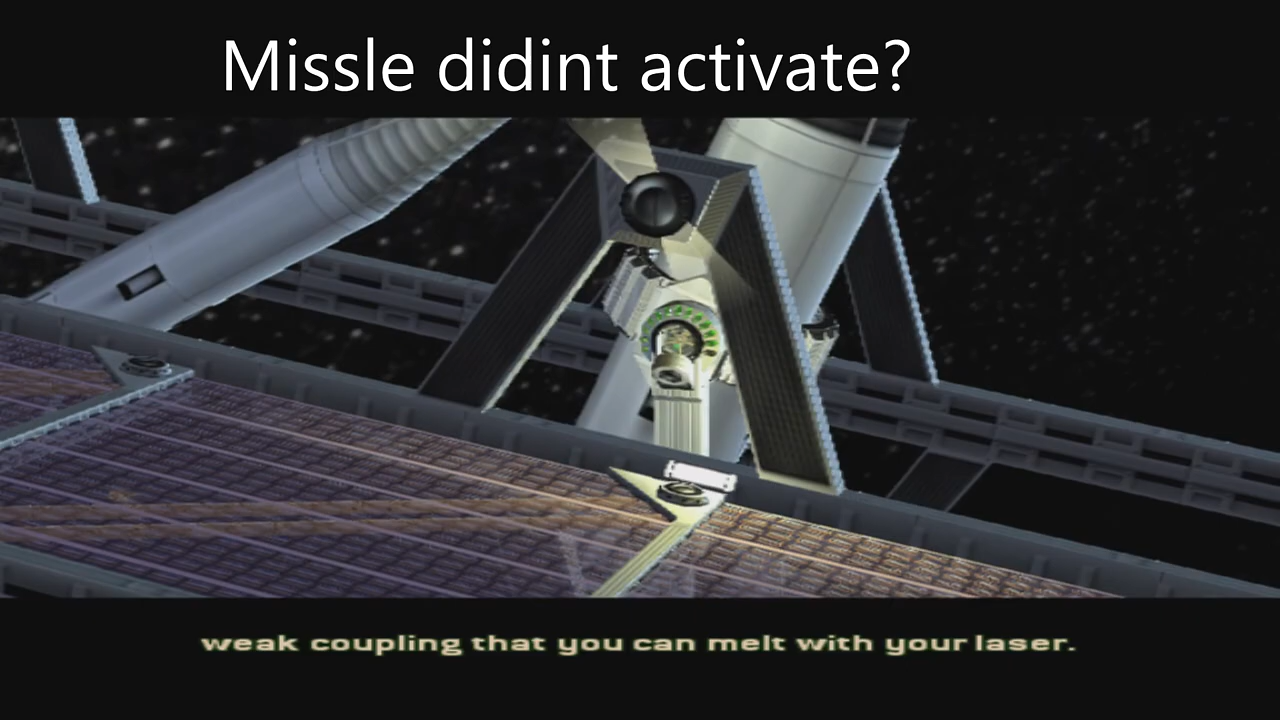 Missle didint activate?
weak coupling that you can melt with your laser.